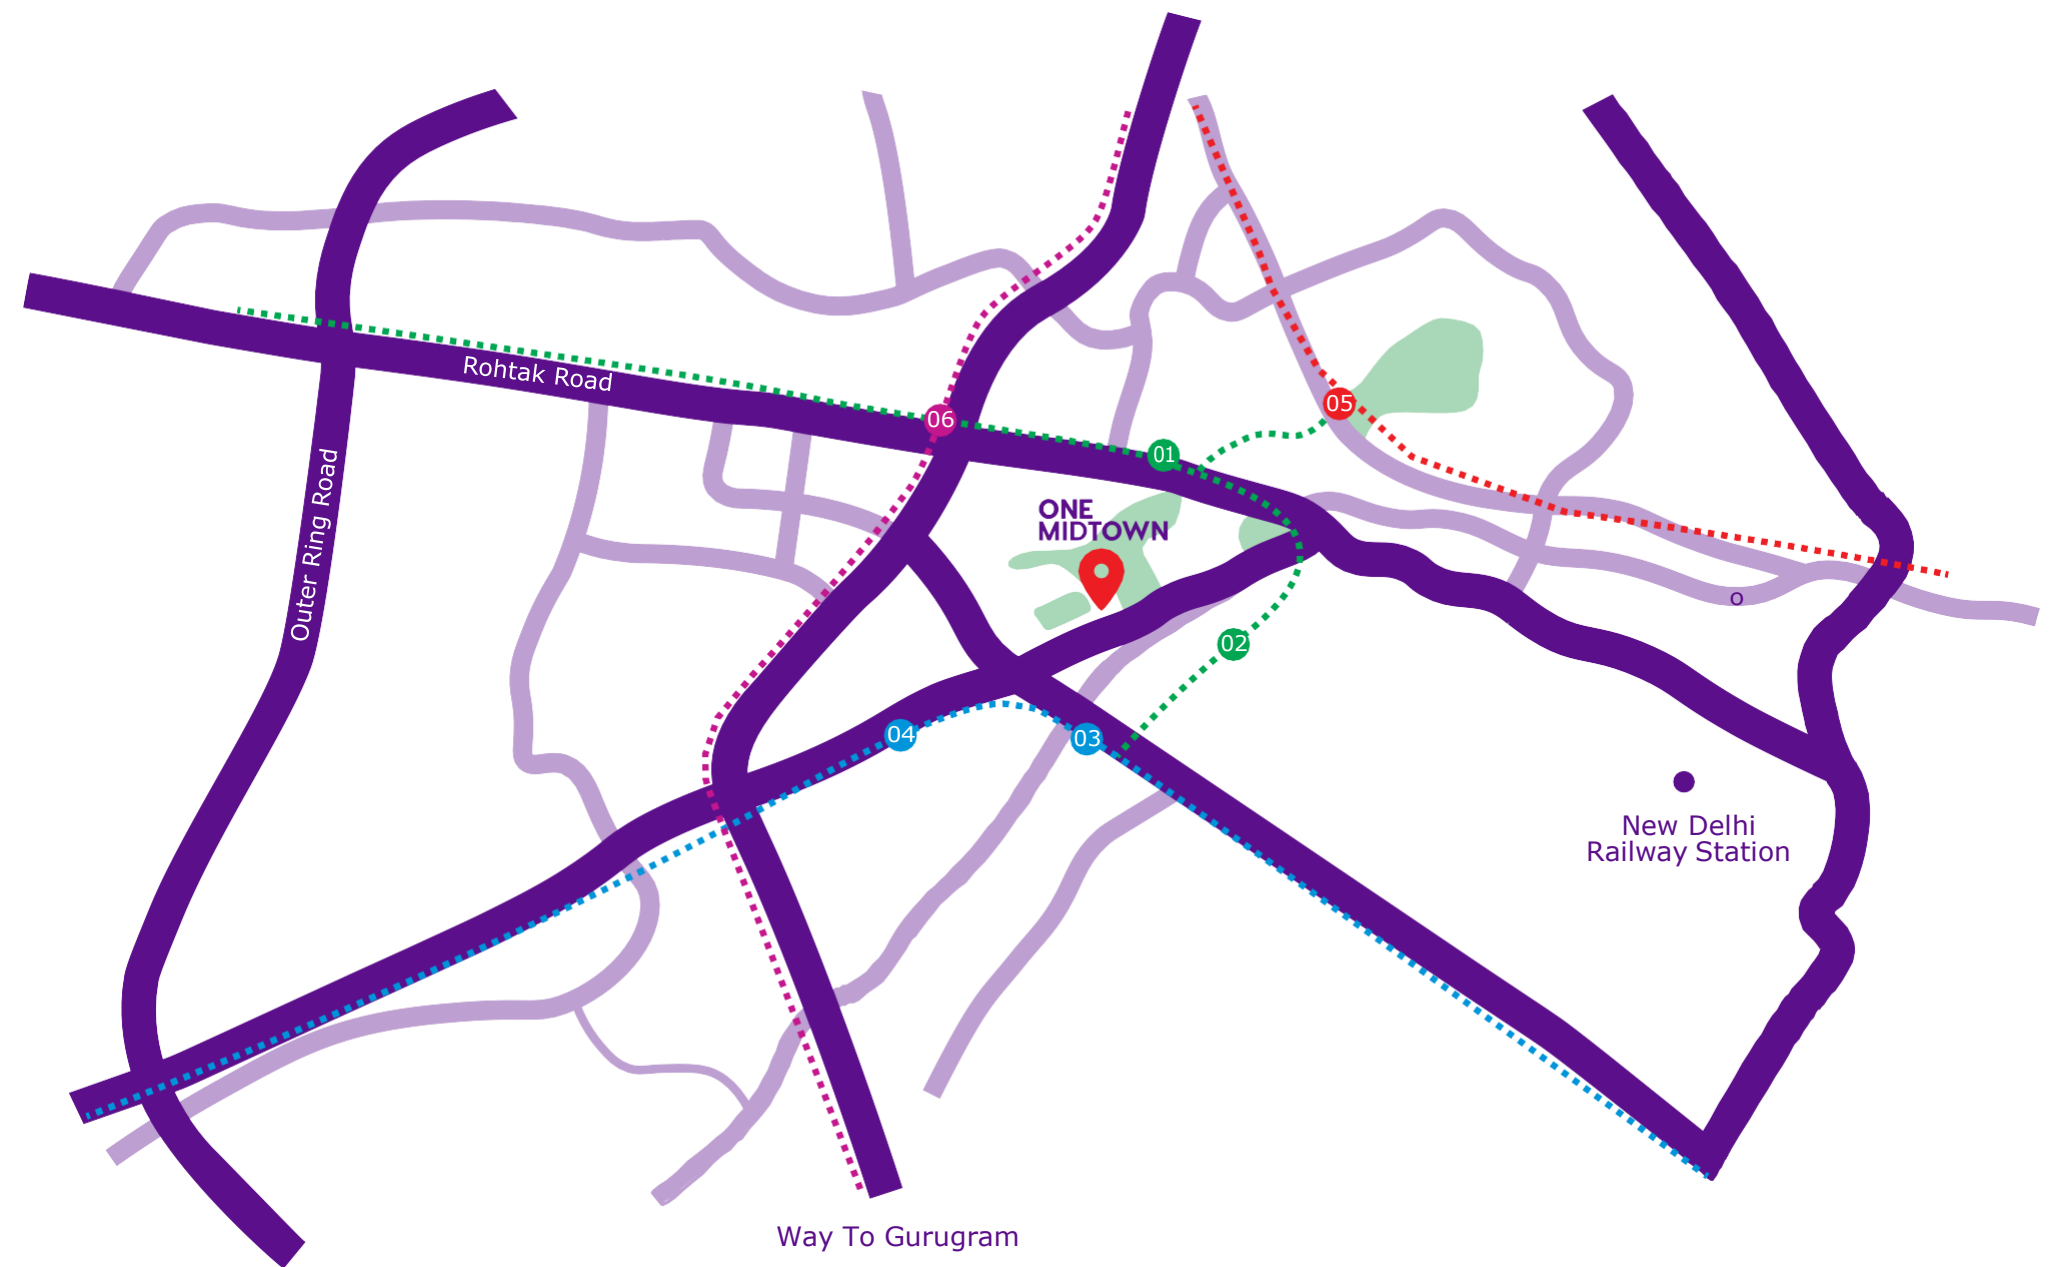 06
05
Rohtak Road
01
Outer Ring Road
ONE
MIDTOWN
o
02
04
03
New Delhi
Railway Station
Way To Gurugram